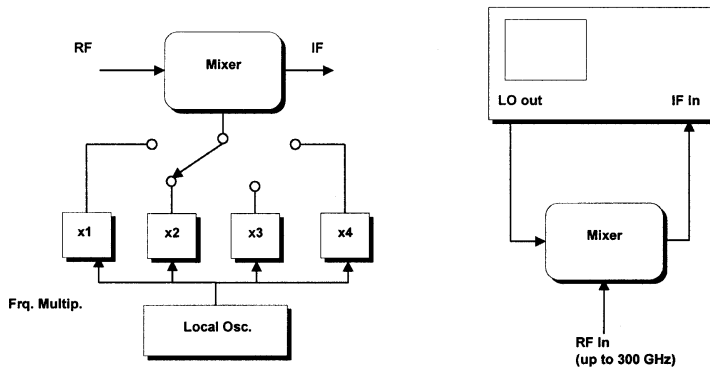 RF
Mixer
IF
x1
x2
x3
x4
Frq. Multip.
Local Osc.
LO out
IF In
Mixer
RF In
(up to 300 GHz)